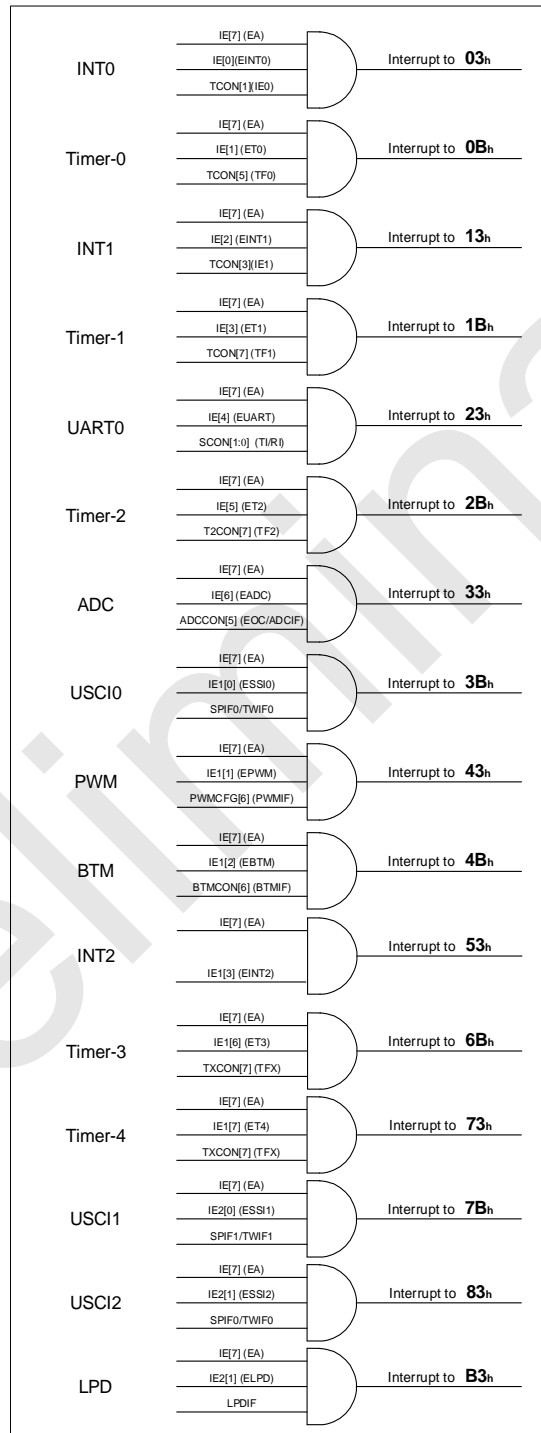 IE[7] (EA)
INT0
IE[0](EINT0)
Interrupt to 03h
TCON[1](IE0)
IE[7] (EA)
Timer-0
IE[1] (ET0)
Interrupt to 0Bh
TCON[5] (TF0)
IE[7] (EA)
INT1
IE[2] (EINT1)
Interrupt to 13h
TCON[3](IE1)
IE[7] (EA)
Timer-1
IE[3] (ET1)
Interrupt to 1Bh
TCON[7] (TF1)
IE[7] (EA)
UART0
IE[4] (EUART)
Interrupt to 23h
SCON[1:0] (TI/RI)
IE[7] (EA)
Timer-2
IE[5] (ET2)
Interrupt to 2Bh
T2CON[7] (TF2)
IE[7] (EA)
ADC
IE[6] (EADC)
Interrupt to 33h
ADCCON[5] (EOC/ADCIF)
IE[7] (EA)
USCI0
IE1[0] (ESSI0)
Interrupt to 3Bh
SPIF0/TWIF0
IE[7] (EA)
PWM
IE1[1] (EPWM)
Interrupt to 43h
PWMCFG[6] (PWMIF)
IE[7] (EA)
BTM
IE1[2] (EBTM)
Interrupt to 4Bh
BTMCON[6] (BTMIF)
IE[7] (EA)
INT2
Interrupt to 53h
IE1[3] (EINT2)
IE[7] (EA)
Timer-3
IE1[6] (ET3)
Interrupt to 6Bh
TXCON[7] (TFX)
IE[7] (EA)
Timer-4
IE1[7] (ET4)
Interrupt to 73h
TXCON[7] (TFX)
IE[7] (EA)
USCI1
IE2[0] (ESSI1)
Interrupt to 7Bh
SPIF1/TWIF1
IE[7] (EA)
USCI2
IE2[1] (ESSI2)
Interrupt to 83h
SPIF0/TWIF0
IE[7] (EA)
LPD
IE2[1] (ELPD)
Interrupt to B3h
LPDIF
elimina